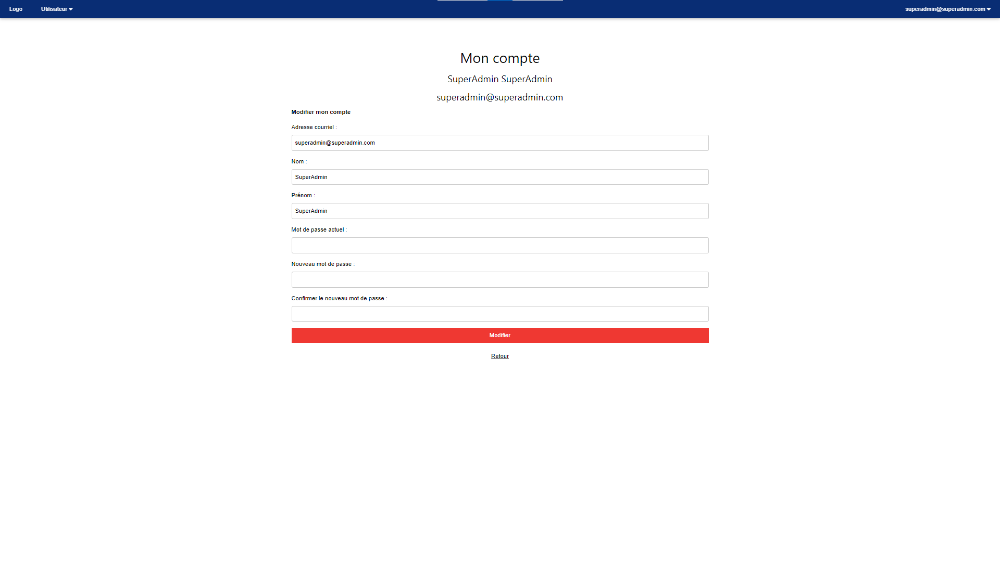 Logo
Utilisateur
superadmin@superadmin.com
Mon compte
SuperAdmin SuperAdmin
superadmin@superadmin.com
Modifier mon compte
Adresse courriel :
superadmin@superadmin.com
Nom :
SuperAdmin
Prénom :
SuperAdmin
Mot de passe actuel :
Nouveau mot de passe :
Confirmer le nouveau mot de passe :
Modifier
Retour